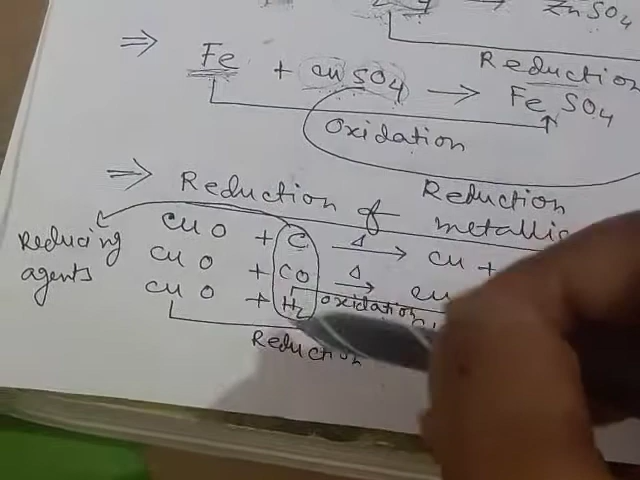 → ZnSO4
Reduction
⇒ Fe + CuSO4 → FeSO4
Oxidation
Reduction
⇒ Reduction of metallic
Reducing agents
CuO + C Δ→ Cu +
CuO + CO Δ→ Cu
CuO + H2
Oxidation
Reduction